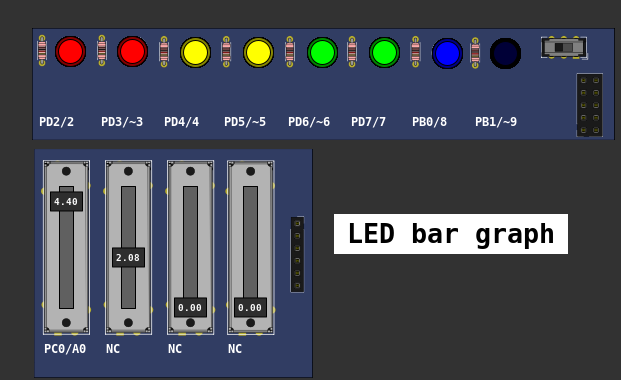 PD2/2 PD3/~3 PD4/4 PD5/~5 PD6/~6 PD7/7 PB0/8 PB1/~9
4.40 2.08 0.00 0.00
LED bar graph
PC0/A0 NC NC NC